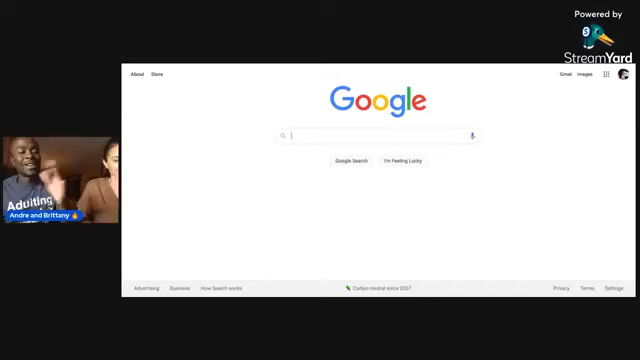 Powered by
StreamYard
About Store
Gmail Images
Google
Google Search I'm Feeling Lucky
Adulting
Andre and Brittany 🔥
Advertising Business How Search works
Carbon neutral since 2007
Privacy Terms Settings